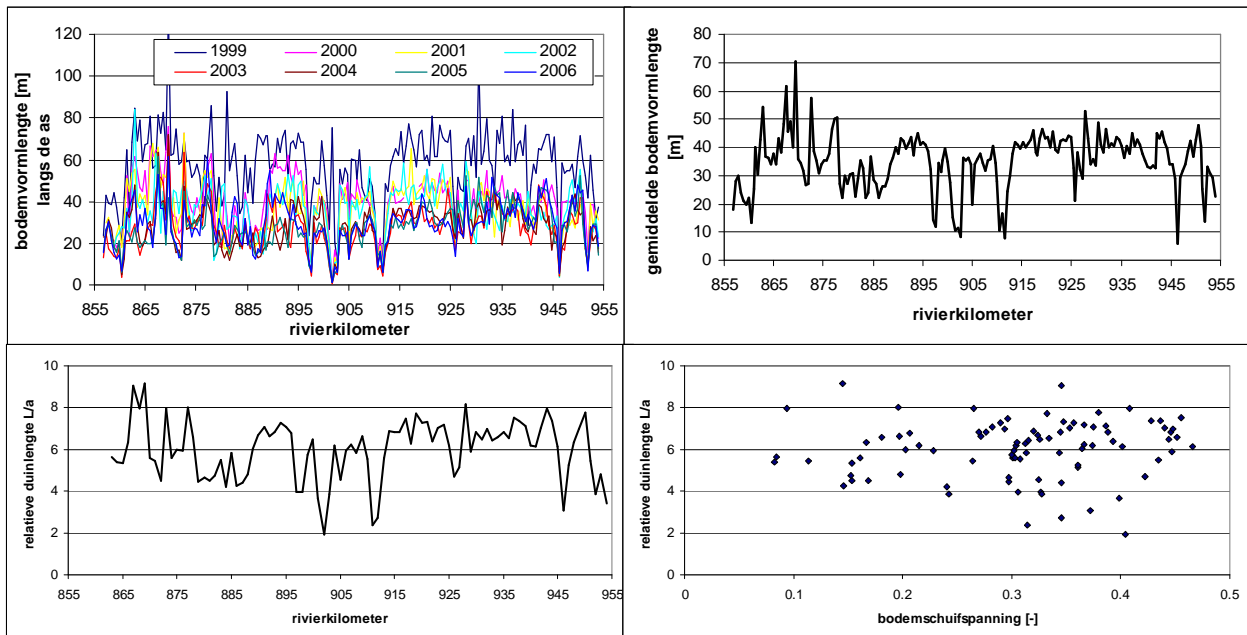 bodemvormlengte [m]
langs de as
120
100
80
60
40
20
0
1999 2000 2001 2002
2003 2004 2005 2006
855 865 875 885 895 905 915 925 935 945 955
rivierkilometer
gemiddelde bodemvormlengte
[m]
80
70
60
50
40
30
20
10
0
855 865 875 885 895 905 915 925 935 945 955
rivierkilometer
relatieve duinlengte L/a
10
8
6
4
2
0
855 865 875 885 895 905 915 925 935 945 955
rivierkilometer
relatieve duinlengte L/a
10
8
6
4
2
0
0 0.1 0.2 0.3 0.4 0.5
bodemschuifspanning [-]